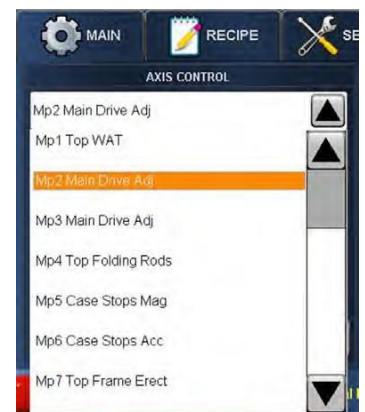 MAIN
RECIPE
SE
AXIS CONTROL
Mp2 Main Drive Adj
Mp1 Top WAT
Mp2 Main Drive Adj
Mp3 Main Drive Adj
Mp4 Top Folding Rods
Mp5 Case Stops Mag
Mp6 Case Stops Acc
Mp7 Top Frame Erect